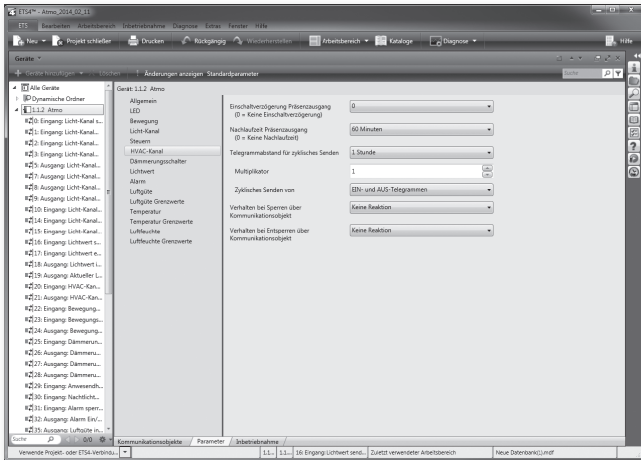 ETS4™ - Atmo_2014_02_11
ETS Bearbeiten Arbeitsbereich Inbetriebnahme Diagnose Extras Fenster Hilfe
Neu Projekt schließen Drucken Rückgängig Wiederherstellen Arbeitsbereich Kataloge Diagnose Hilfe
Geräte
Geräte hinzufügen Löschen Änderungen anzeigen Standardparameter Suche
Alle Geräte
Dynamische Ordner
1.1.2 Atmo
0: Eingang: Licht-Kanal s...
1: Eingang: Licht-Kanal...
2: Eingang: Licht-Kanal...
3: Eingang: Licht-Kanal...
5: Ausgang: Licht-Kanal...
7: Ausgang: Licht-Kanal...
8: Ausgang: Licht-Kanal...
9: Ausgang: Licht-Kanal...
10: Eingang: Licht-Kanal...
14: Eingang: Licht-Kanal...
15: Eingang: Licht-Kanal...
16: Eingang: Lichtwert s...
17: Eingang: Lichtwert e...
18: Ausgang: Lichtwert i...
19: Ausgang: Aktueller L...
20: Eingang: HVAC-Kan...
21: Ausgang: HVAC-Kan...
22: Eingang: Bewegung...
23: Eingang: Bewegungs...
24: Ausgang: Bewegung...
25: Eingang: Dämmerun...
26: Ausgang: Dämmeru...
27: Ausgang: Dämmeru...
28: Ausgang: Dämmeru...
29: Eingang: Anwesendh...
30: Eingang: Nachtlicht...
31: Eingang: Alarm sperr...
32: Ausgang: Alarm Ein/...
35: Ausgang: Luftgüte in...
Suche 0/0
Gerät: 1.1.2 Atmo
Allgemein
LED
Bewegung
Licht-Kanal
Steuern
HVAC-Kanal
Dämmerungsschalter
Lichtwert
Alarm
Luftgüte
Luftgüte Grenzwerte
Temperatur
Temperatur Grenzwerte
Luftfeuchte
Luftfeuchte Grenzwerte
Einschaltverzögerung Präsenzausgang 0
(0 = Keine Einschaltverzögerung)
Nachlaufzeit Präsenzausgang 60 Minuten
(0 = Keine Nachlaufzeit)
Telegrammabstand für zyklisches Senden 1 Stunde
Multiplikator 1
Zyklisches Senden von EIN- und AUS-Telegrammen
Verhalten bei Sperren über Keine Reaktion
Kommunikationsobjekt
Verhalten bei Entsperren über Keine Reaktion
Kommunikationsobjekt
Kommunikationsobjekte Parameter Inbetriebnahme
Verwende Projekt- oder ETS4-Verbindu... 1.1... 1.1... 16: Eingang: Lichtwert send... Zuletzt verwendeter Arbeitsbereich Neue Datenbank(1).mdf